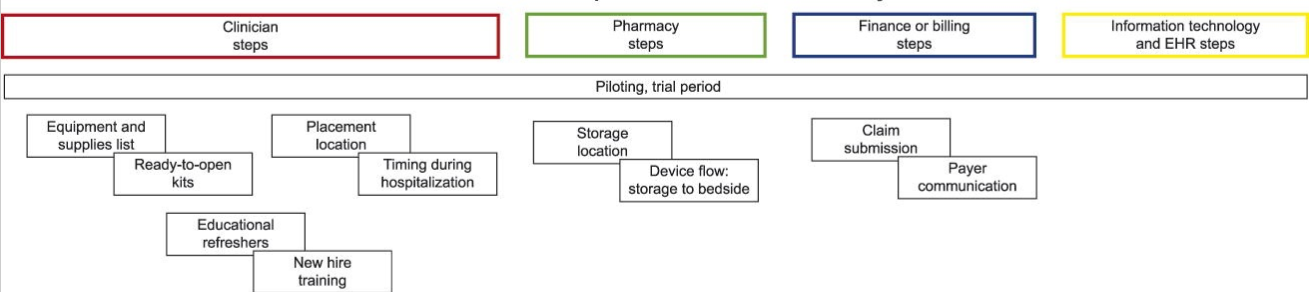 Clinician
steps
Pharmacy
steps
Finance or billing
steps
Information technology
and EHR steps
Piloting, trial period
Equipment and
supplies list
Ready-to-open
kits
Placement
location
Timing during
hospitalization
Educational
refreshers
New hire
training
Storage
location
Device flow:
storage to bedside
Claim
submission
Payer
communication